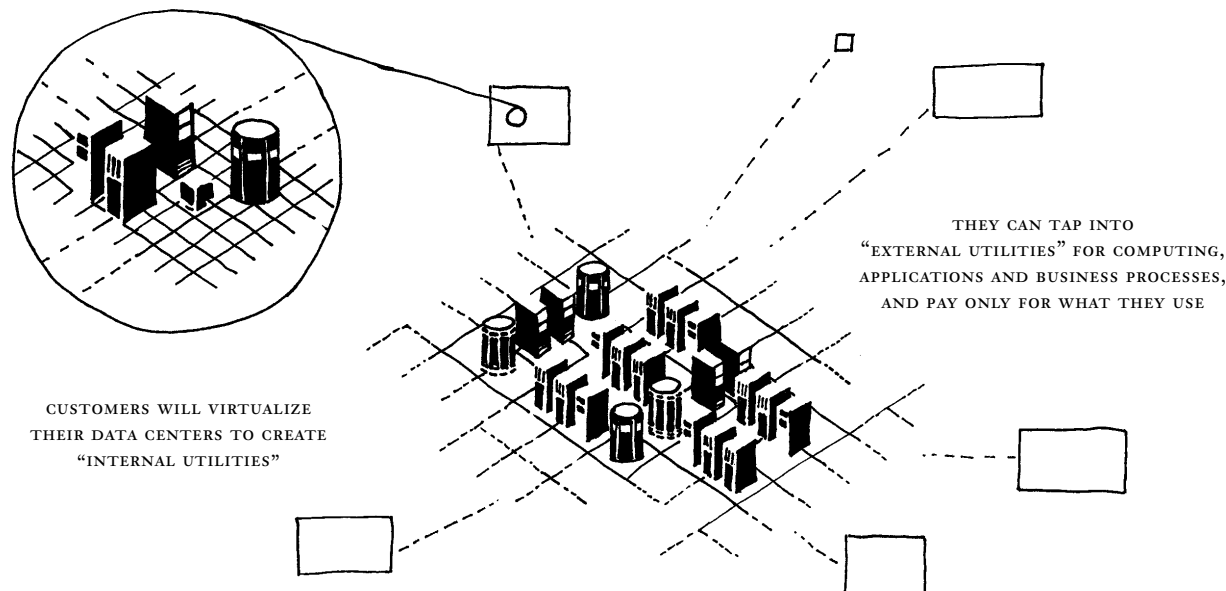 THEY CAN TAP INTO
“EXTERNAL UTILITIES” FOR COMPUTING,
APPLICATIONS AND BUSINESS PROCESSES,
AND PAY ONLY FOR WHAT THEY USE
CUSTOMERS WILL VIRTUALIZE
THEIR DATA CENTERS TO CREATE
“INTERNAL UTILITIES”